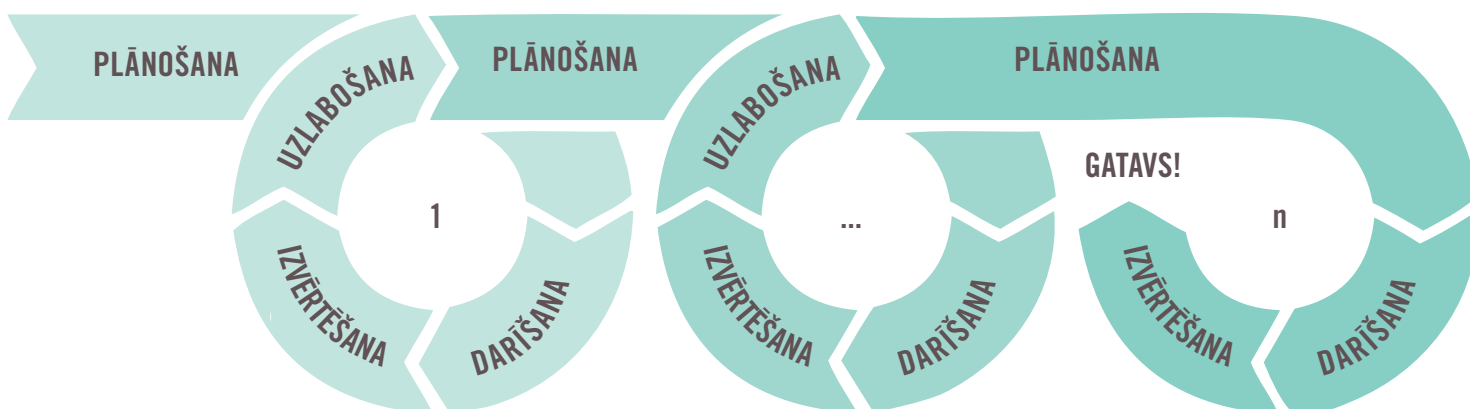 PLĀNOŠANA
UZLABOŠANA
1
IZVĒRTĒŠANA
DARĪŠANA
PLĀNOŠANA
UZLABOŠANA
...
IZVĒRTĒŠANA
DARĪŠANA
PLĀNOŠANA
GATAVS!
n
IZVĒRTĒŠANA
DARĪŠANA